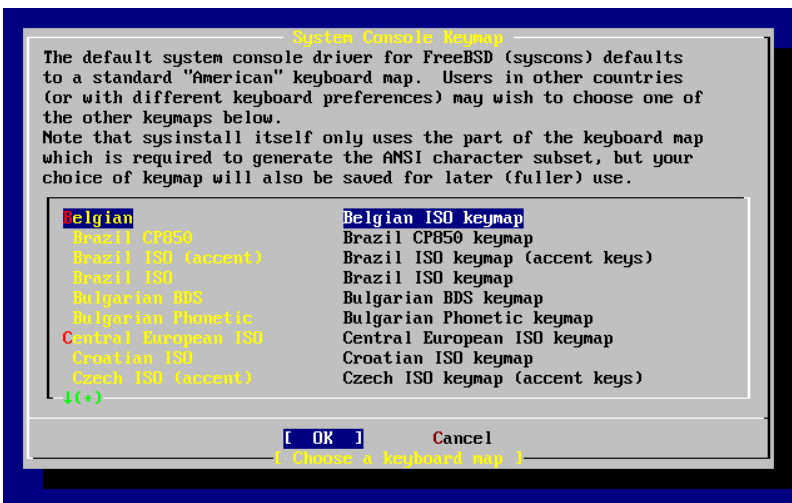 System Console Keymap
The default system console driver for FreeBSD (syscons) defaults
to a standard "American" keyboard map.  Users in other countries
(or with different keyboard preferences) may wish to choose one of
the other keymaps below.
Note that sysinstall itself only uses the part of the keyboard map
which is required to generate the ANSI character subset, but your
choice of keymap will also be saved for later (fuller) use.
Belgian Belgian ISO keymap
Brazil CP850 Brazil CP850 keymap
Brazil ISO (accent) Brazil ISO keymap (accent keys)
Brazil ISO Brazil ISO keymap
Bulgarian BDS Bulgarian BDS keymap
Bulgarian Phonetic Bulgarian Phonetic keymap
Central European ISO Central European ISO keymap
Croatian ISO Croatian ISO keymap
Czech ISO (accent) Czech ISO keymap (accent keys)
↓(+)
[ OK ] Cancel
[ Choose a keyboard map ]